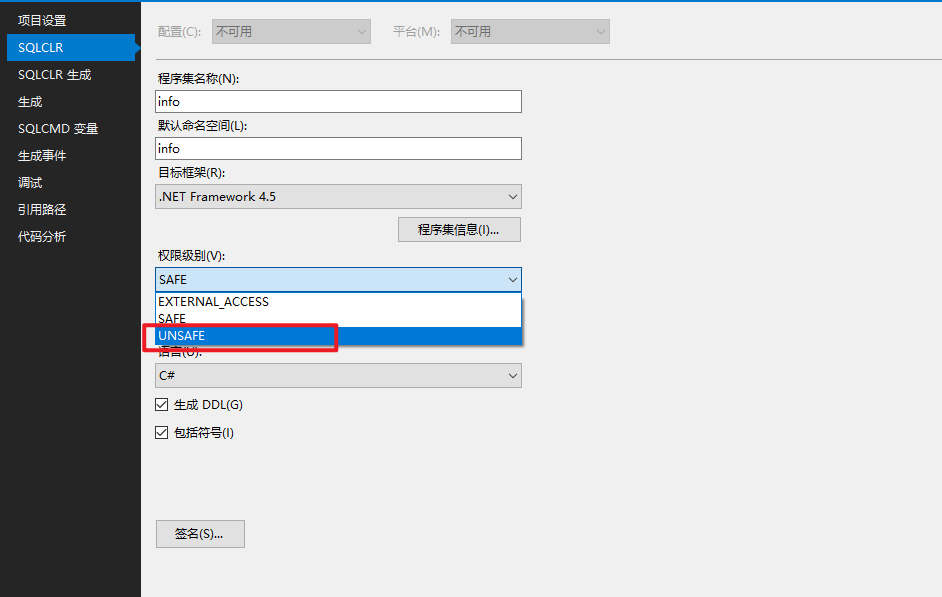 项目设置
SQLCLR
SQLCLR 生成
生成
SQLCMD 变量
生成事件
调试
引用路径
代码分析
配置(C): 不可用 平台(M): 不可用
程序集名称(N):
info
默认命名空间(L):
info
目标框架(R):
.NET Framework 4.5
程序集信息(I)...
权限级别(V):
SAFE
EXTERNAL_ACCESS
SAFE
UNSAFE
语言(U):
C#
生成 DDL(G)
包括符号(I)
签名(S)...